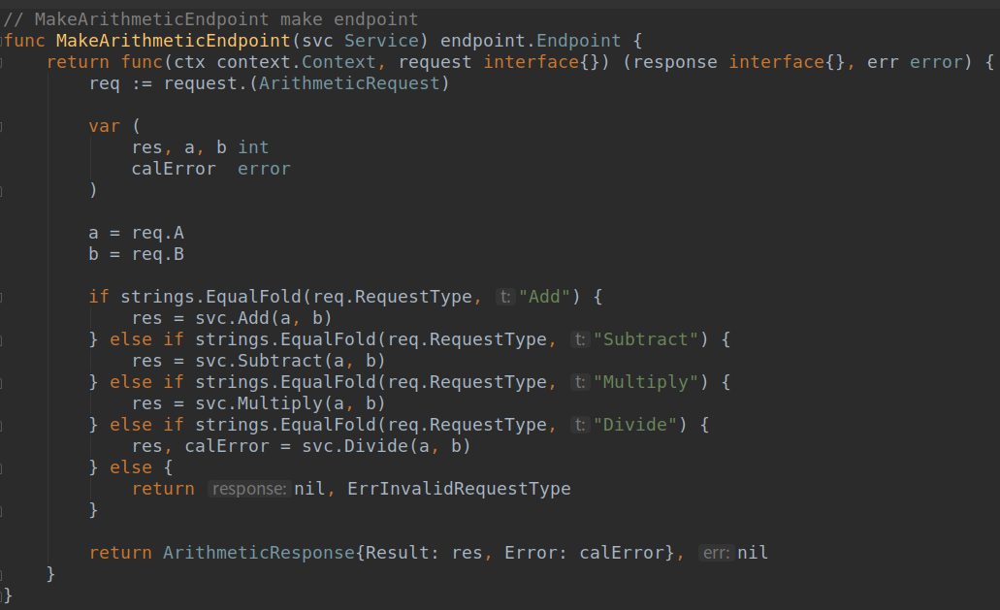 // MakeArithmeticEndpoint make endpoint
func MakeArithmeticEndpoint(svc Service) endpoint.Endpoint {
    return func(ctx context.Context, request interface{}) (response interface{}, err error) {
        req := request.(ArithmeticRequest)

        var (
            res, a, b int
            calError  error
        )

        a = req.A
        b = req.B

        if strings.EqualFold(req.RequestType, t: "Add") {
            res = svc.Add(a, b)
        } else if strings.EqualFold(req.RequestType, t: "Subtract") {
            res = svc.Subtract(a, b)
        } else if strings.EqualFold(req.RequestType, t: "Multiply") {
            res = svc.Multiply(a, b)
        } else if strings.EqualFold(req.RequestType, t: "Divide") {
            res, calError = svc.Divide(a, b)
        } else {
            return response: nil, ErrInvalidRequestType
        }

        return ArithmeticResponse{Result: res, Error: calError}, err: nil
    }
}